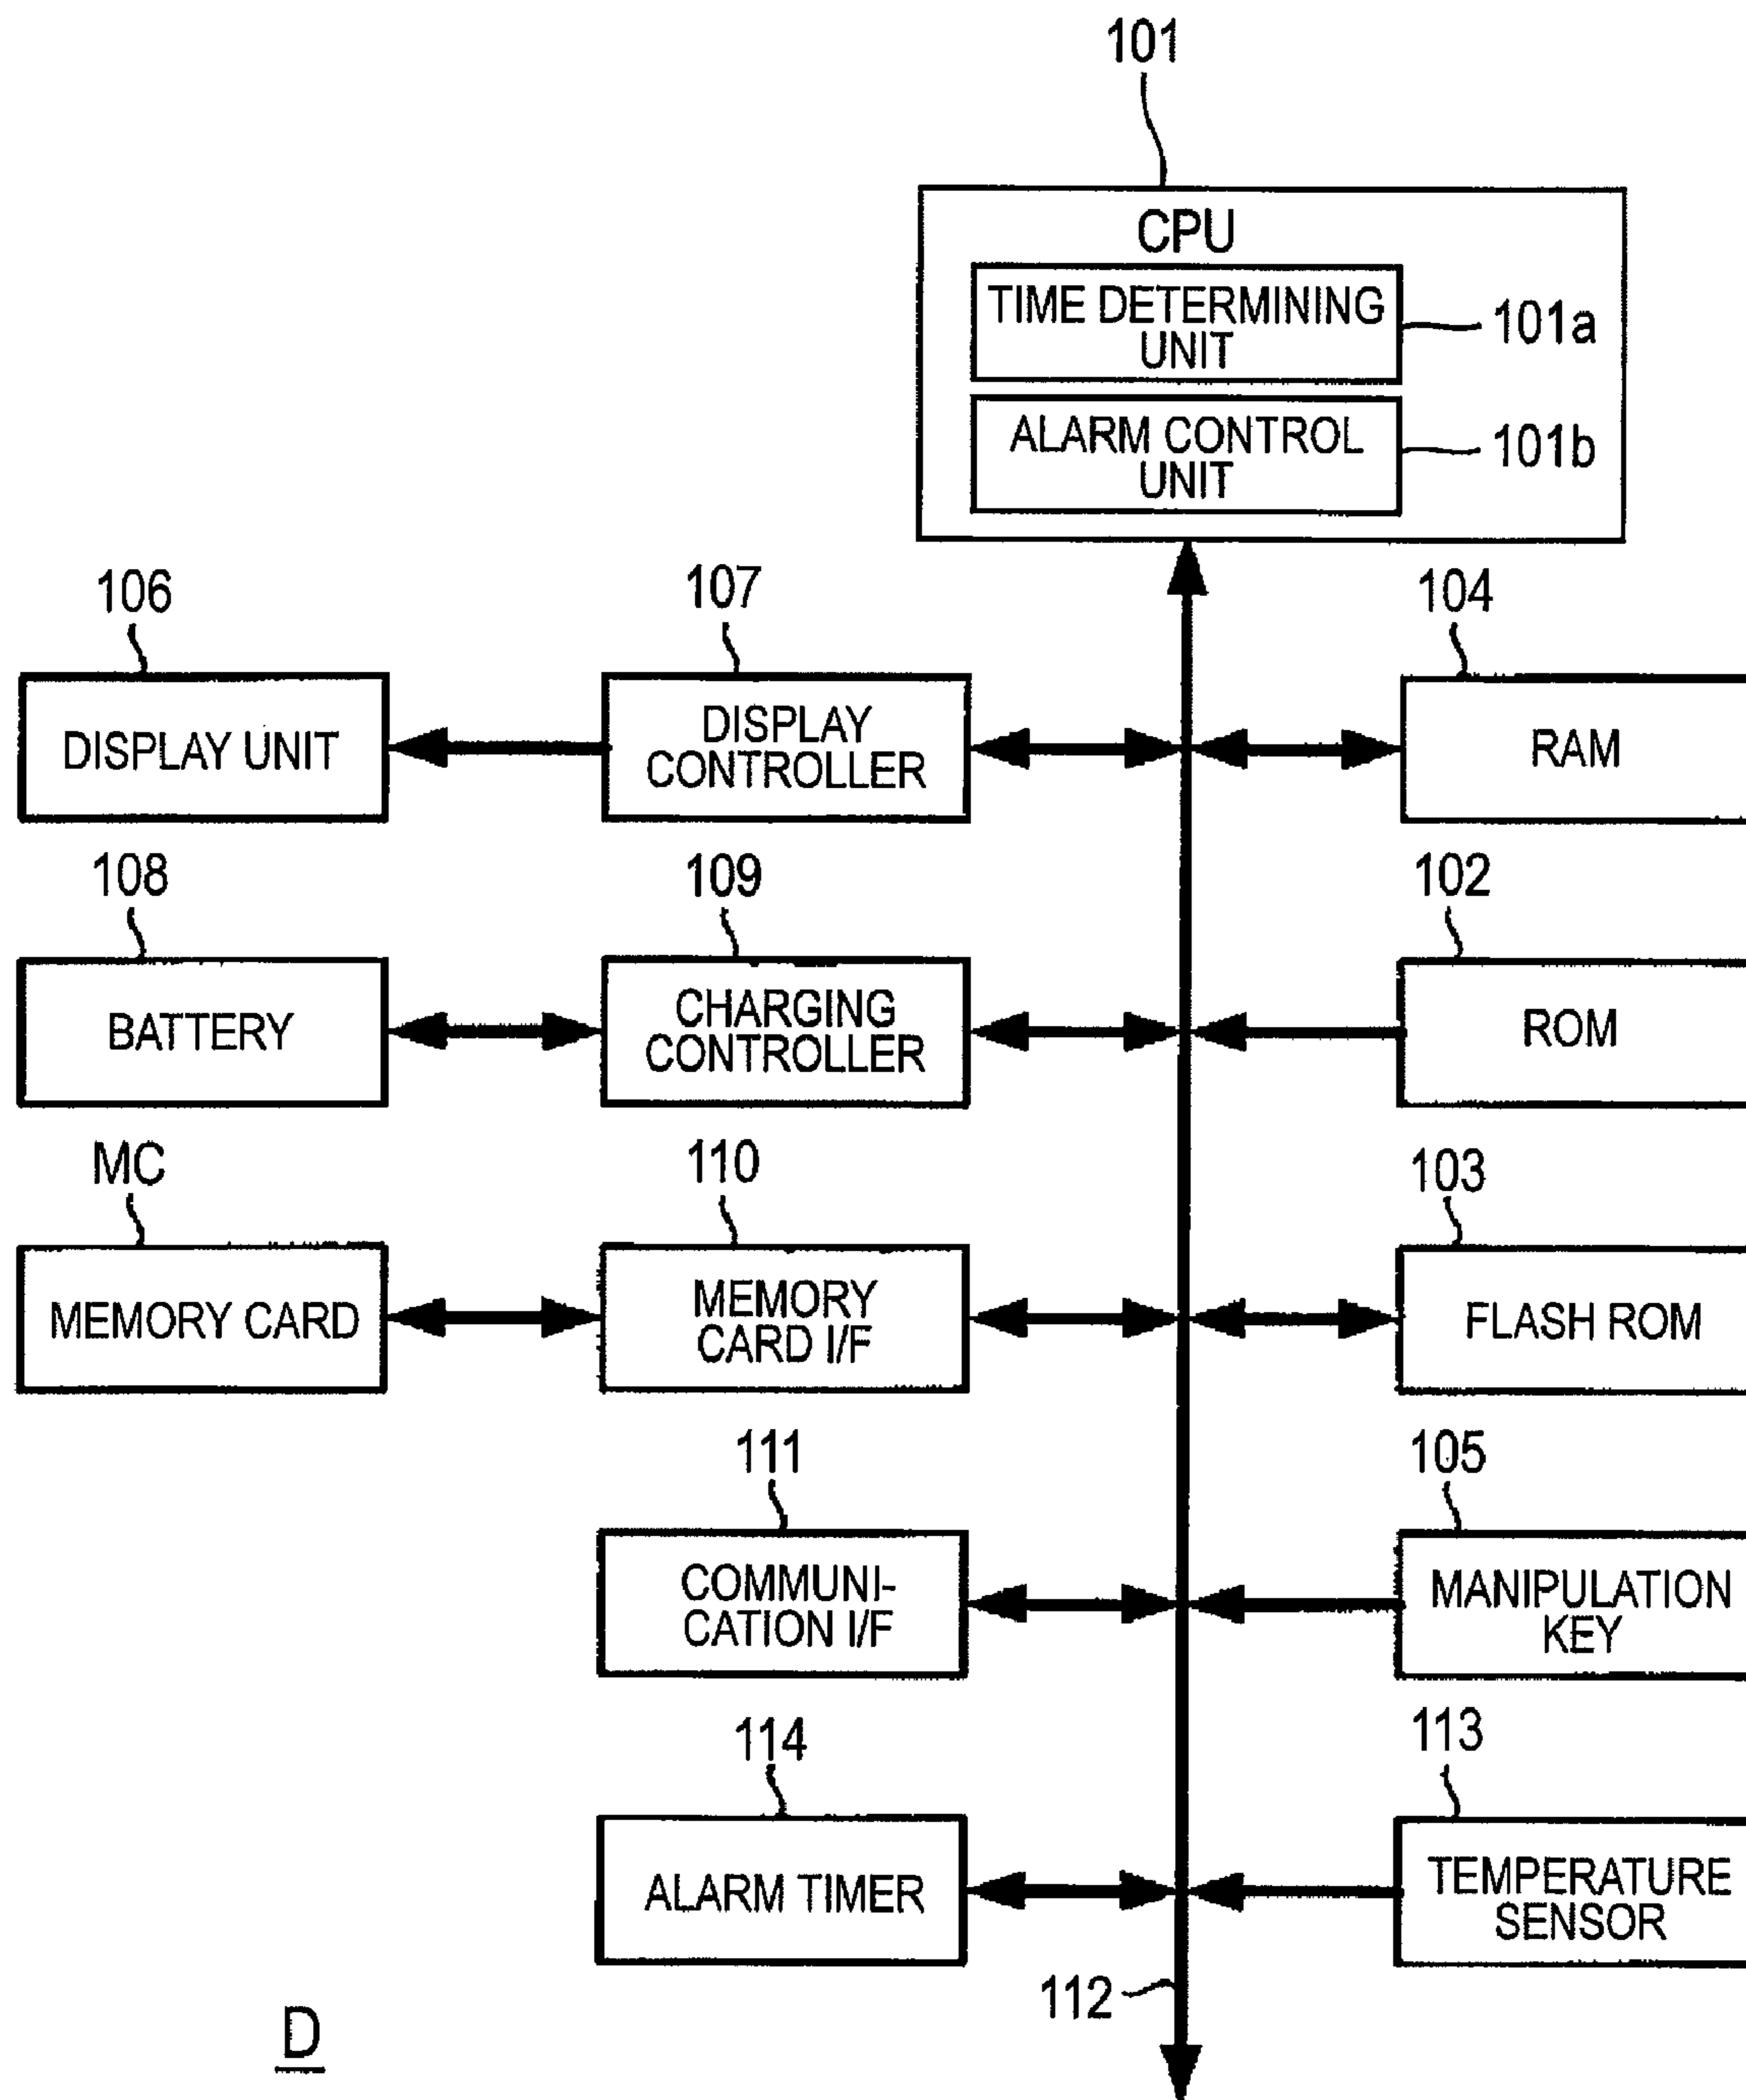 101
CPU
TIME DETERMINING
UNIT
101a
ALARM CONTROL
UNIT
101b
106
107
104
DISPLAY UNIT
DISPLAY
CONTROLLER
RAM
108
109
102
BATTERY
CHARGING
CONTROLLER
ROM
MC
110
103
MEMORY CARD
MEMORY
CARD I/F
FLASH ROM
111
105
COMMUNI-
CATION I/F
MANIPULATION
KEY
114
113
ALARM TIMER
TEMPERATURE
SENSOR
112
D